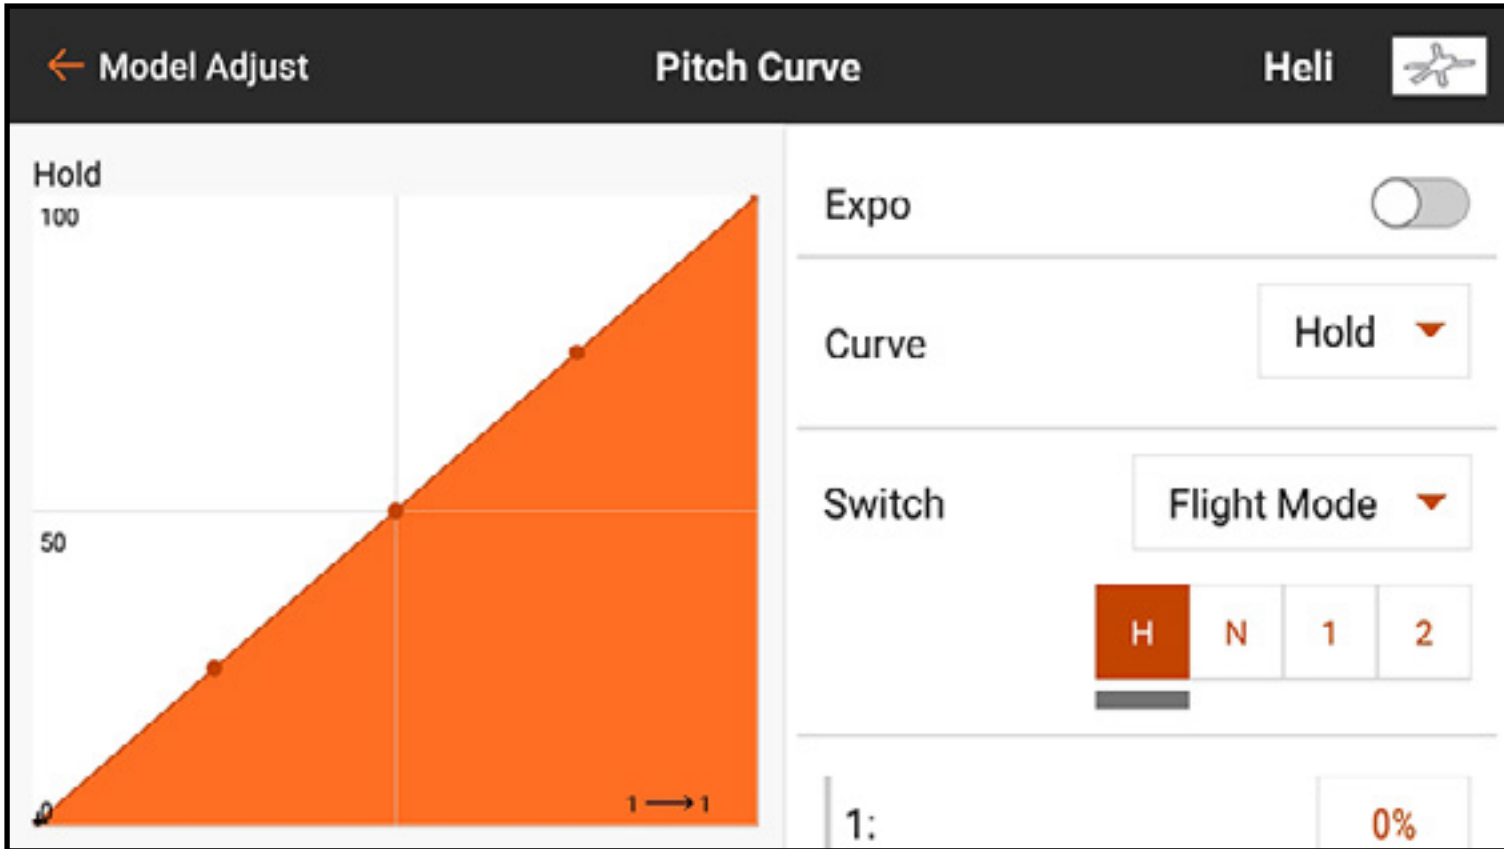 Model Adjust
Pitch Curve
Heli
Hold
100
50
0
1 → 1
Expo
Curve
Hold
Switch
Flight Mode
H N 1 2
1:
0%